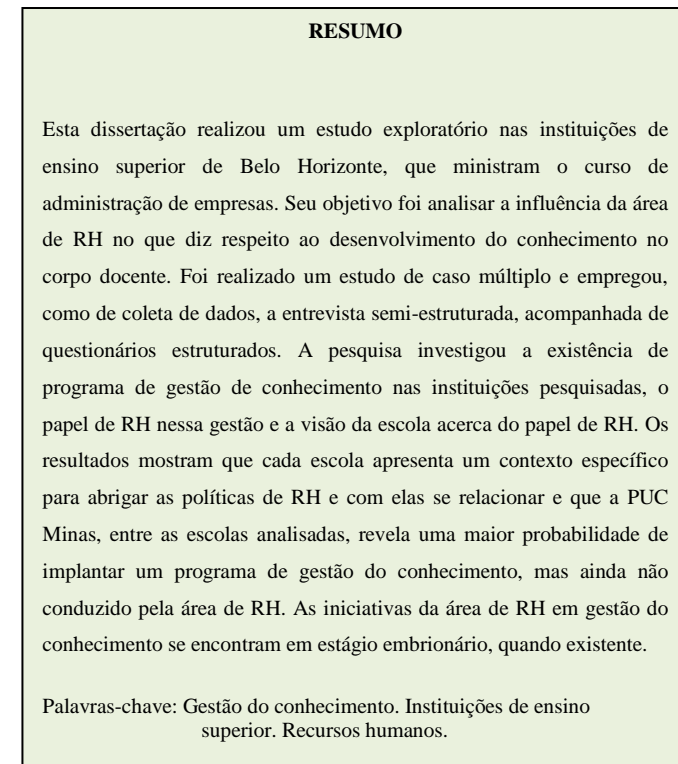 RESUMO
Esta dissertação realizou um estudo exploratório nas instituições de
ensino superior de Belo Horizonte, que ministram o curso de
administração de empresas. Seu objetivo foi analisar a influência da área
de RH no que diz respeito ao desenvolvimento do conhecimento no
corpo docente. Foi realizado um estudo de caso múltiplo e empregou,
como de coleta de dados, a entrevista semi-estruturada, acompanhada de
questionários estruturados. A pesquisa investigou a existência de
programa de gestão de conhecimento nas instituições pesquisadas, o
papel de RH nessa gestão e a visão da escola acerca do papel de RH. Os
resultados mostram que cada escola apresenta um contexto específico
para abrigar as políticas de RH e com elas se relacionar e que a PUC
Minas, entre as escolas analisadas, revela uma maior probabilidade de
implantar um programa de gestão do conhecimento, mas ainda não
conduzido pela área de RH. As iniciativas da área de RH em gestão do
conhecimento se encontram em estágio embrionário, quando existente.
Palavras-chave: Gestão do conhecimento. Instituições de ensino
superior. Recursos humanos.